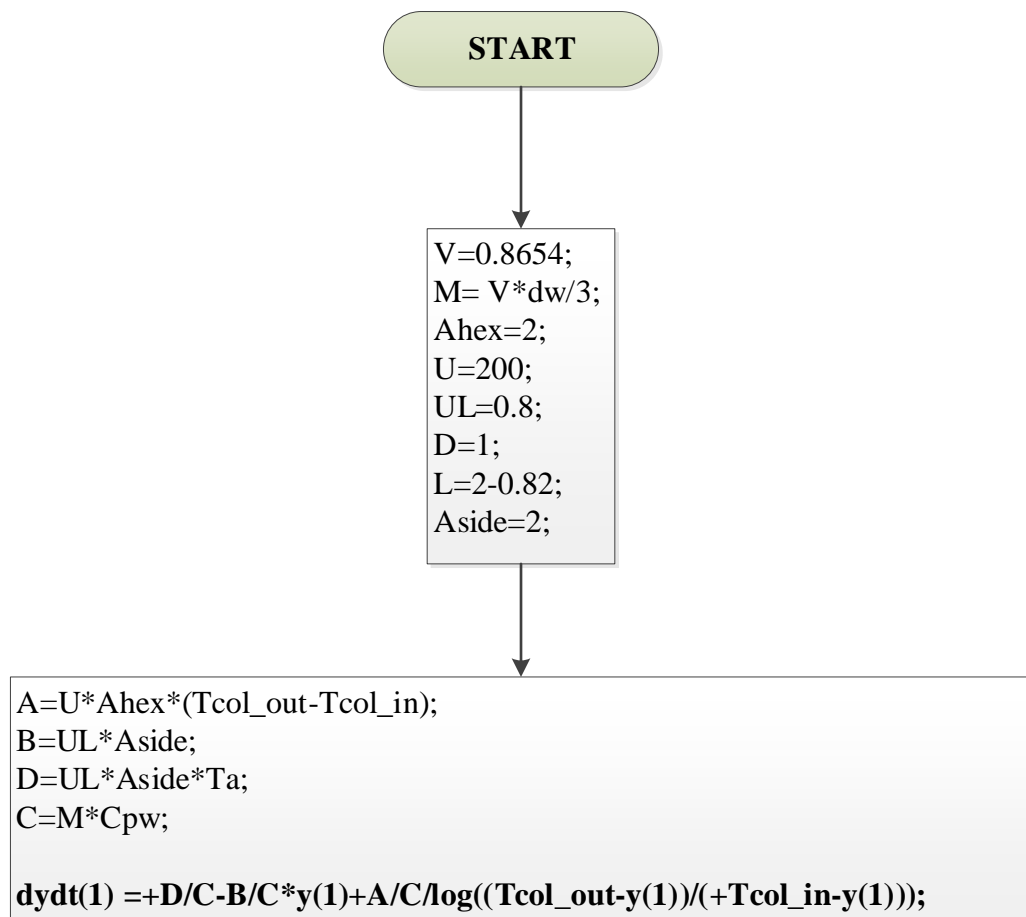 START
V=0.8654;
M= V*dw/3;
Ahex=2;
U=200;
UL=0.8;
D=1;
L=2-0.82;
Aside=2;
A=U*Ahex*(Tcol_out-Tcol_in);
B=UL*Aside;
D=UL*Aside*Ta;
C=M*Cpw;
dydt(1) =+D/C-B/C*y(1)+A/C/log((Tcol_out-y(1))/(+Tcol_in-y(1)));